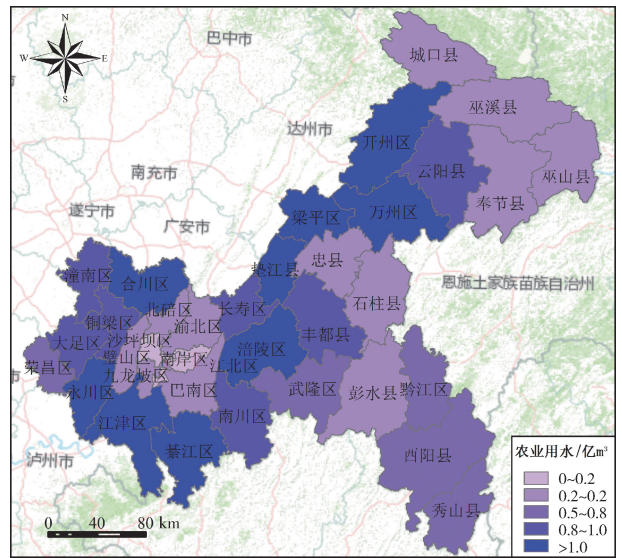 N
W
E
S
巴中市
城口县
巫溪县
达州市
开州区
云阳县
巫山县
南充市
奉节县
遂宁市
万州区
梁平区
广安市
忠县
垫江县
潼南区
合川区
恩施土家族苗族自治州
石柱县
北碚区
长寿区
铜梁区
渝北区
丰都县
大足区
沙坪坝区
涪陵区
璧山区
南岸区
江北区
荣昌区
九龙坡区
永川区
巴南区
武隆区
彭水县
黔江区
江津区
南川区
綦江区
酉阳县
泸州市
秀山县
农业用水/亿m³
0~0.2
0.2~0.2
0.5~0.8
0.8~1.0
>1.0
0 40 80 km